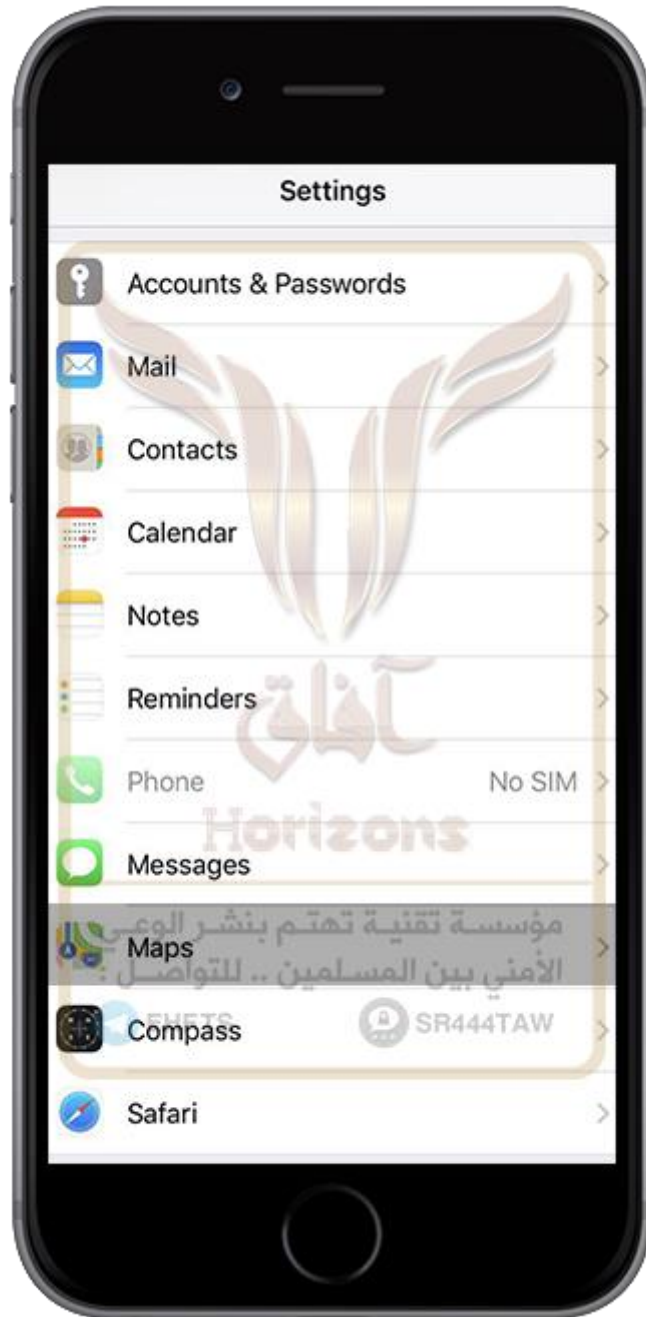 Settings
Accounts & Passwords
Mail
Contacts
Calendar
Notes
Reminders
آفاق
Phone No SIM
Horizons
Messages
مؤسسة تقنية تهتم بنشر الوعي
Maps
الأمني بين المسلمين .. للتواصل :
EHETS SR444TAW
Compass
Safari